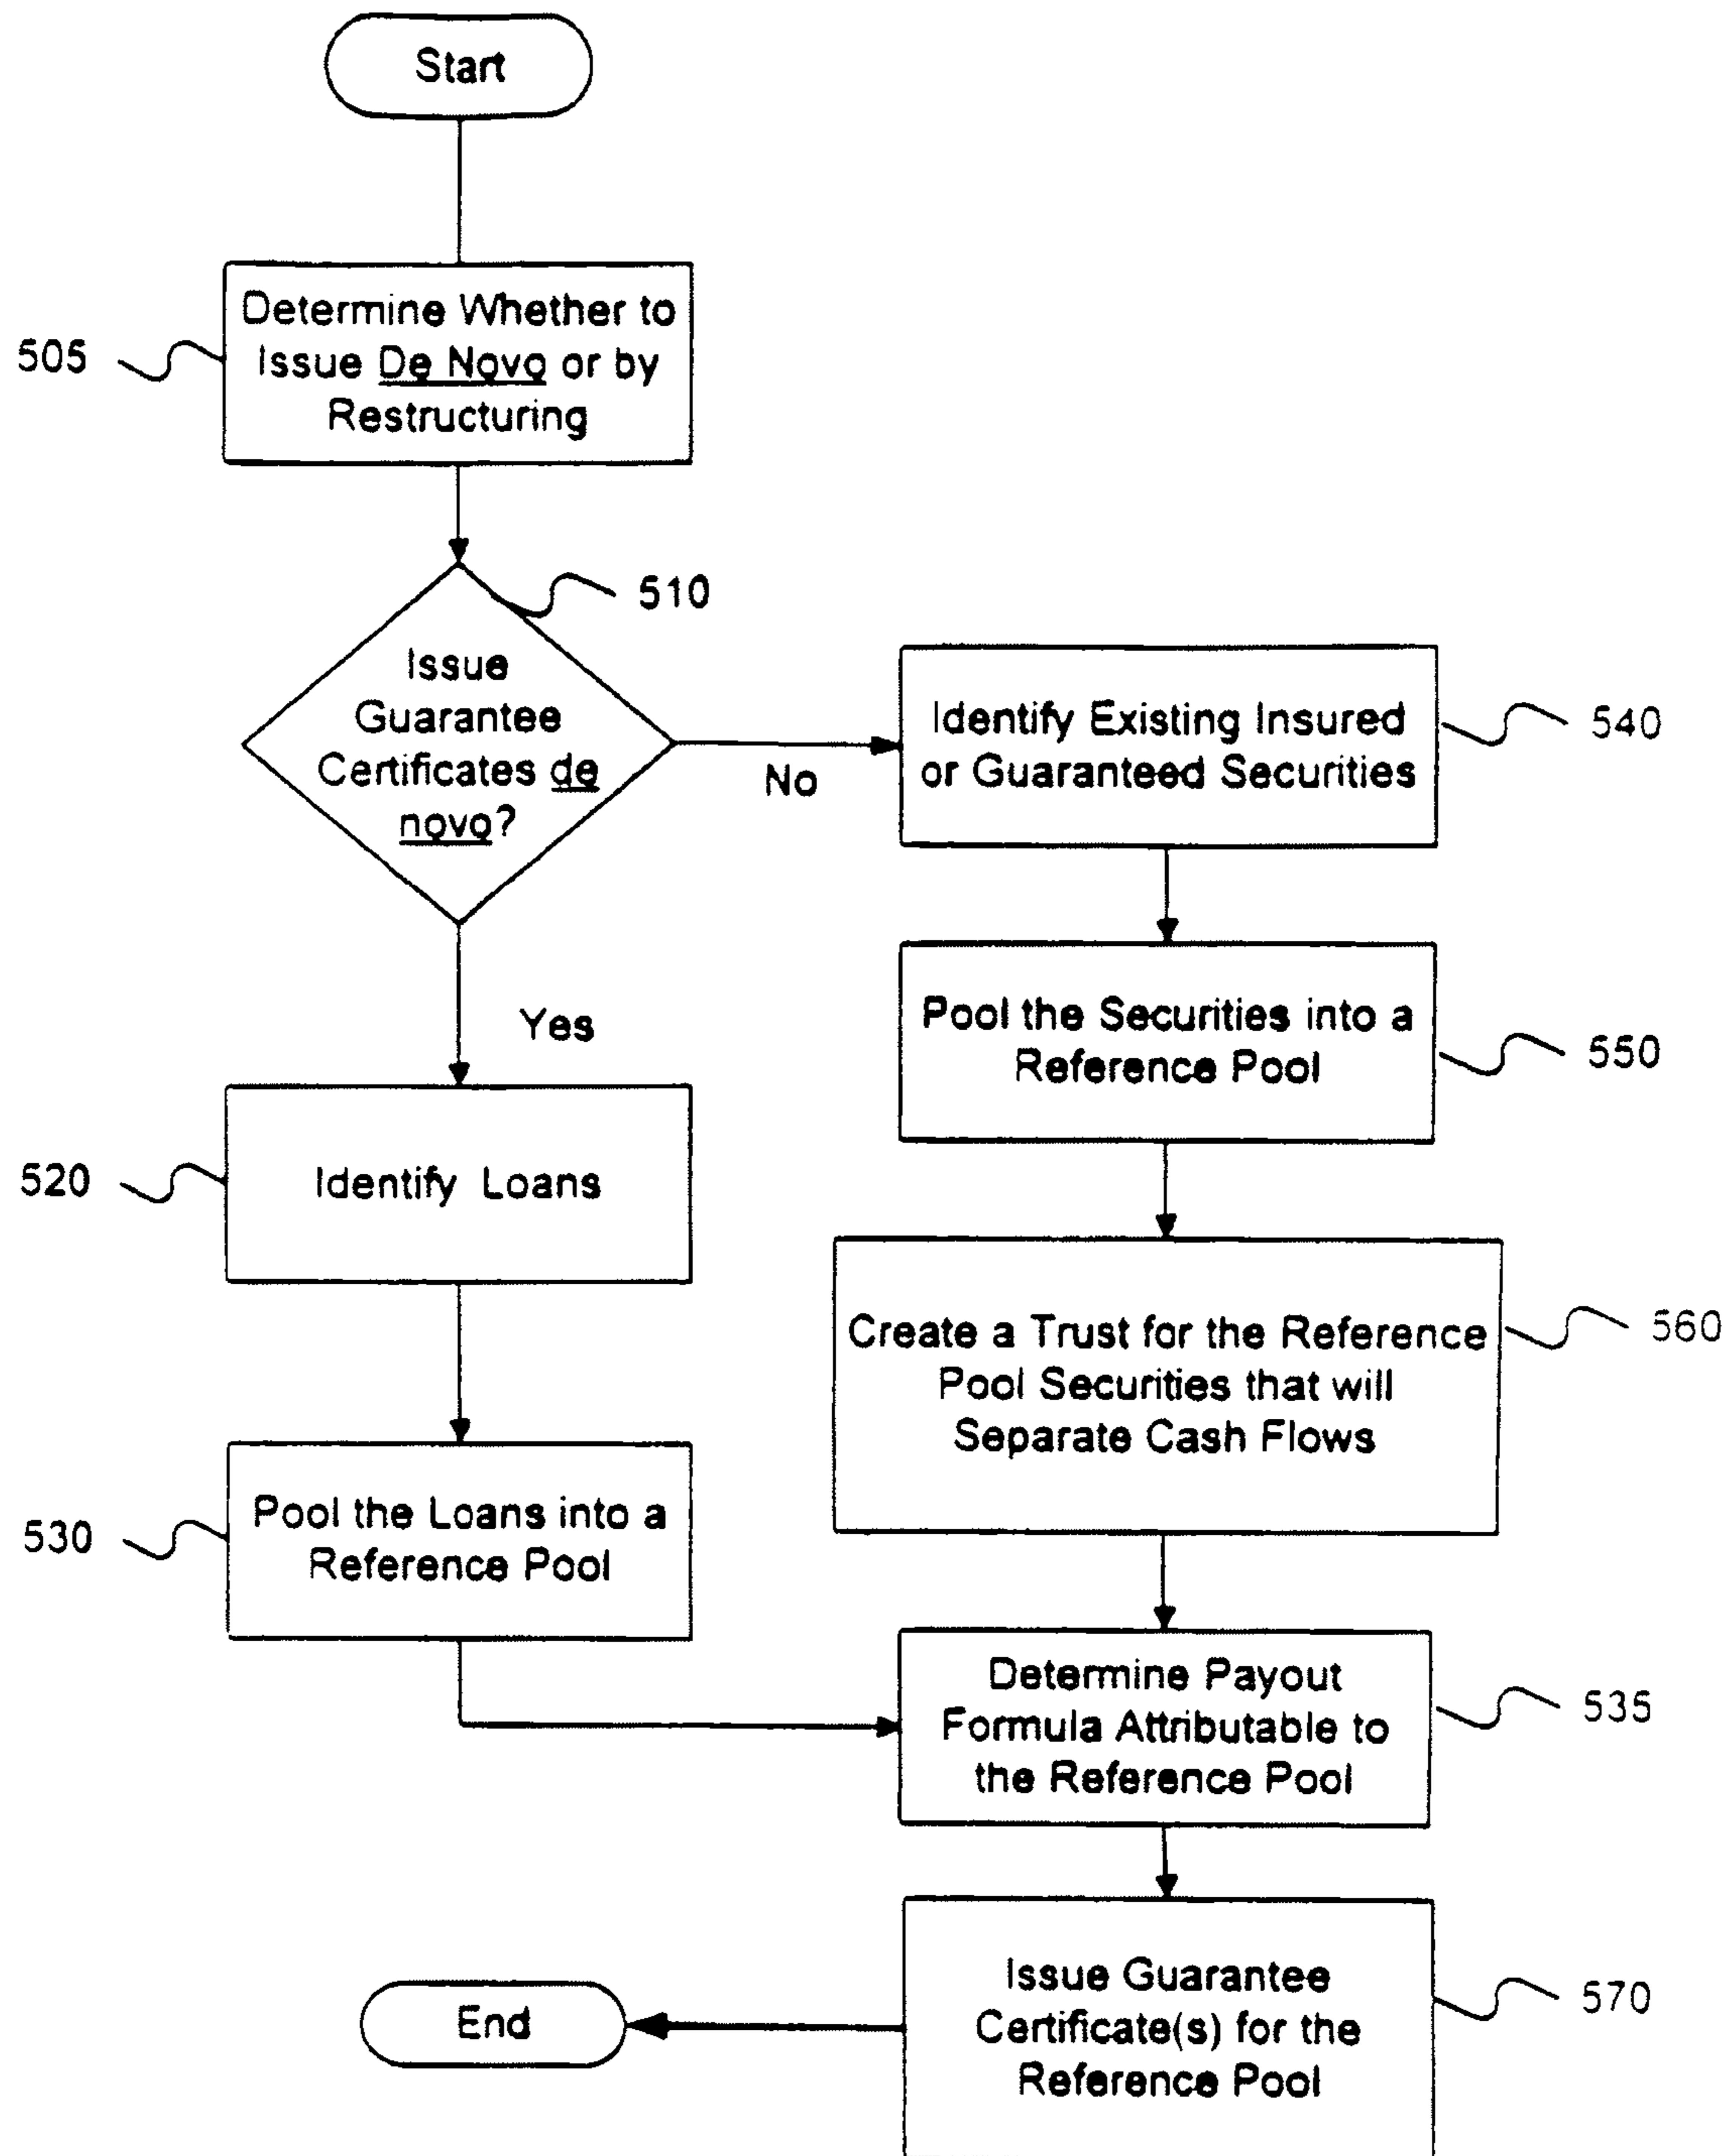 Start
505
Determine Whether to
Issue De Novo or by
Restructuring
510
Issue
Guarantee
Certificates de
novo?
No
Yes
Identify Existing Insured
or Guaranteed Securities
540
Pool the Securities into a
Reference Pool
550
520
Identify Loans
Create a Trust for the Reference
Pool Securities that will
Separate Cash Flows
560
530
Pool the Loans into a
Reference Pool
Determine Payout
Formula Attributable to
the Reference Pool
535
Issue Guarantee
Certificate(s) for the
Reference Pool
570
End